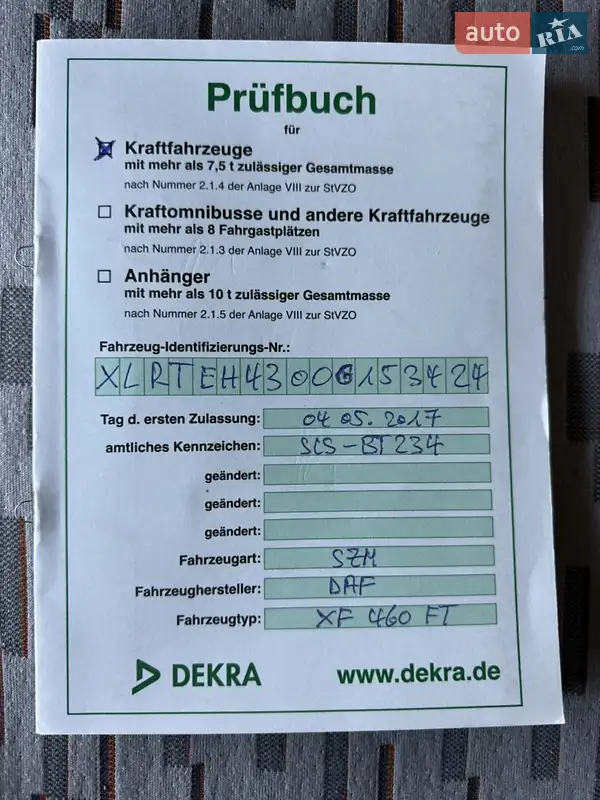 auto RIA .com
Prüfbuch
für
Kraftfahrzeuge
mit mehr als 7,5 t zulässiger Gesamtmasse
nach Nummer 2.1.4 der Anlage VIII zur StVZO
Kraftomnibusse und andere Kraftfahrzeuge
mit mehr als 8 Fahrgastplätzen
nach Nummer 2.1.3 der Anlage VIII zur StVZO
Anhänger
mit mehr als 10 t zulässiger Gesamtmasse
nach Nummer 2.1.5 der Anlage VIII zur StVZO
Fahrzeug-Identifizierungs-Nr.:
XLRTEH4300G153424
Tag d. ersten Zulassung: 04 05. 2017
amtliches Kennzeichen: SLS-BT 234
geändert:
geändert:
geändert:
Fahrzeugart: SZM
Fahrzeughersteller: DAF
Fahrzeugtyp: XF 460 FT
DEKRA www.dekra.de